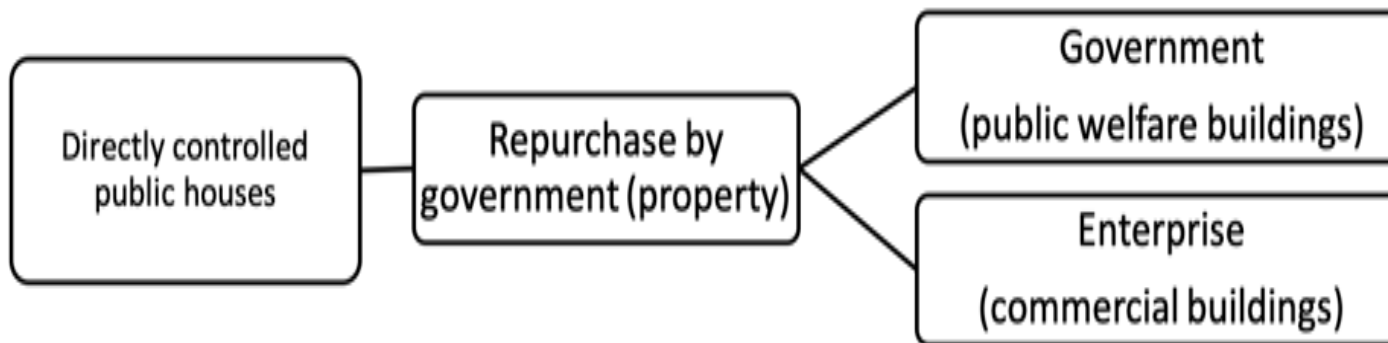 Directly controlled
public houses
Repurchase by
government (property)
Government
(public welfare buildings)
Enterprise
(commercial buildings)